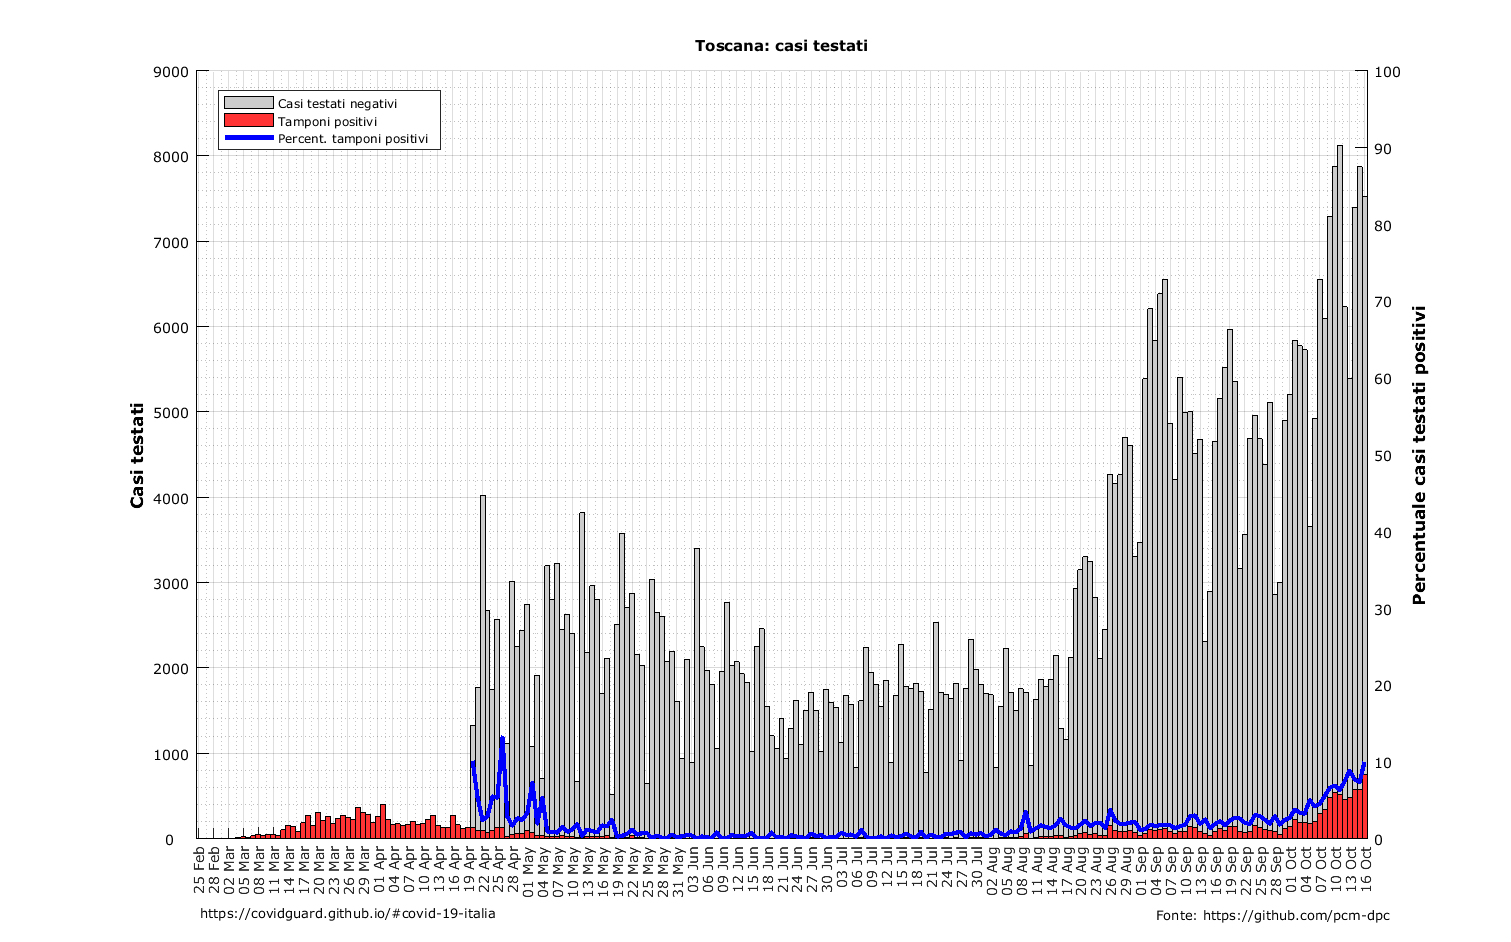 Toscana: casi testati
Casi testati negativi
Tamponi positivi
Percent. tamponi positivi
Casi testati
9000
8000
7000
6000
5000
4000
3000
2000
1000
0
100
90
80
70
60
50
40
30
20
10
0
Percentuale casi testati positivi
25 Feb
28 Feb
02 Mar
05 Mar
08 Mar
11 Mar
14 Mar
17 Mar
20 Mar
23 Mar
26 Mar
29 Mar
01 Apr
04 Apr
07 Apr
10 Apr
13 Apr
16 Apr
19 Apr
22 Apr
25 Apr
28 Apr
01 May
04 May
07 May
10 May
13 May
16 May
19 May
22 May
25 May
28 May
31 May
03 Jun
06 Jun
09 Jun
12 Jun
15 Jun
18 Jun
21 Jun
24 Jun
27 Jun
30 Jun
03 Jul
06 Jul
09 Jul
12 Jul
15 Jul
18 Jul
21 Jul
24 Jul
27 Jul
30 Jul
02 Aug
05 Aug
08 Aug
11 Aug
14 Aug
17 Aug
20 Aug
23 Aug
26 Aug
29 Aug
01 Sep
04 Sep
07 Sep
10 Sep
13 Sep
16 Sep
19 Sep
22 Sep
25 Sep
28 Sep
01 Oct
04 Oct
07 Oct
10 Oct
13 Oct
16 Oct
https://covidguard.github.io/#covid-19-italia
Fonte: https://github.com/pcm-dpc